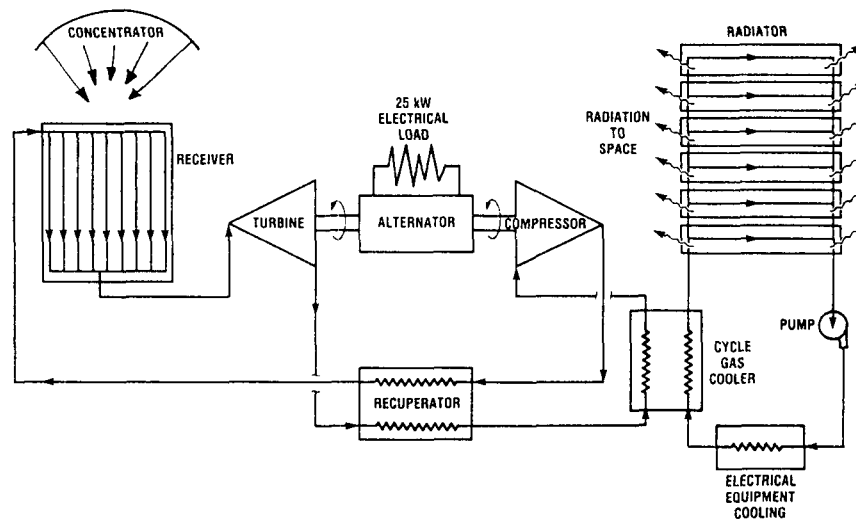 CONCENTRATOR
RECEIVER
25 kW
ELECTRICAL
LOAD
TURBINE
ALTERNATOR
COMPRESSOR
RADIATOR
RADIATION
TO
SPACE
PUMP
CYCLE
GAS
COOLER
RECUPERATOR
ELECTRICAL
EQUIPMENT
COOLING